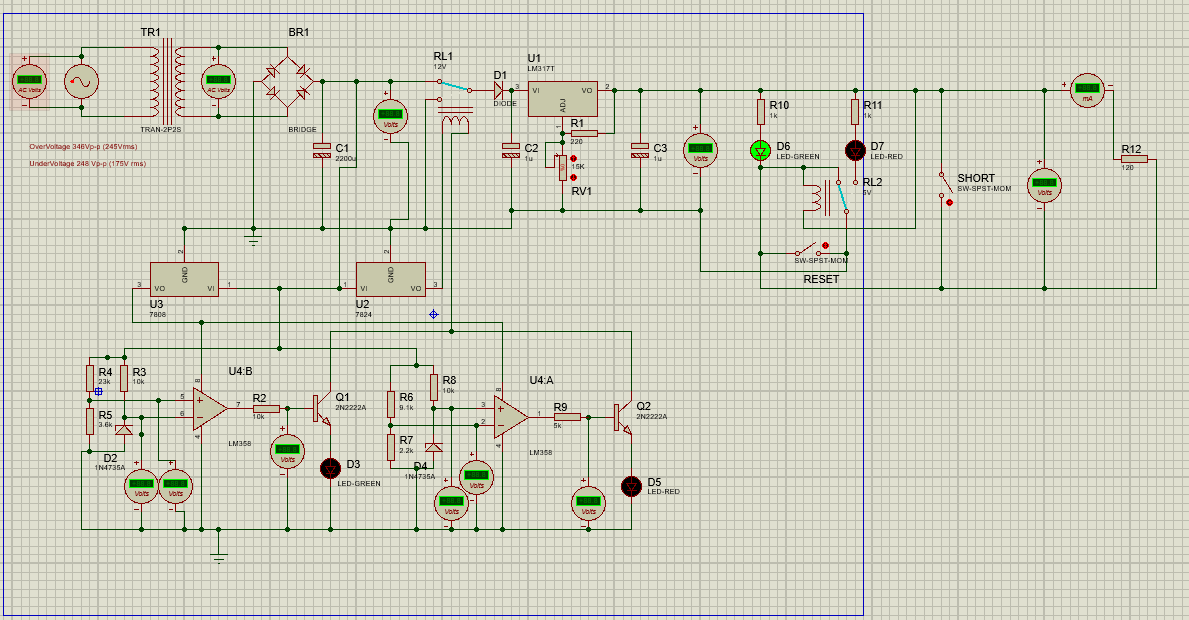 TR1
BR1
RL1
12V
U1
LM317T
D1
DIODE
3
VI
VO
2
ADJ
1
+
AC Volts
AC Volts
Volts
TRAN-2P2S
BRIDGE
OverVoltage 346Vp-p (245Vrms)
UnderVoltage 248 Vp-p (175V rms)
C1
2200u
C2
1u
R1
220
15K
RV1
C3
1u
Volts
R10
1k
R11
1k
D6
LED-GREEN
D7
LED-RED
RL2
5V
SW-SPST-MOM
RESET
SHORT
SW-SPST-MOM
mA
Volts
R12
120
2
GND
3
VO
VI
1
U3
7808
2
GND
1
VI
VO
3
U2
7824
R4
23k
R3
10k
R5
3.6k
D2
1N4735A
Volts
Volts
U4:B
8
5
6
7
4
LM358
R2
10k
Q1
2N2222A
Volts
D3
LED-GREEN
R6
9.1k
R8
10k
R7
2.2k
D4
1N4735A
Volts
Volts
U4:A
8
3
2
1
4
LM358
R9
5k
Q2
2N2222A
Volts
D5
LED-RED